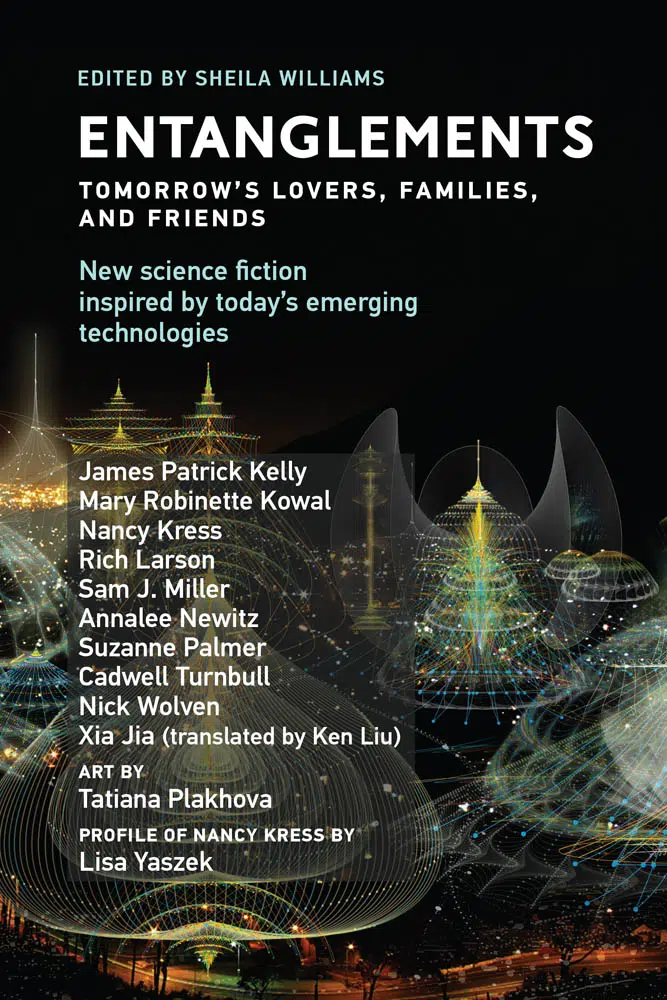 EDITED BY SHEILA WILLIAMS
ENTANGLEMENTS
TOMORROW'S LOVERS, FAMILIES,
AND FRIENDS
New science fiction
inspired by today's emerging
technologies
James Patrick Kelly
Mary Robinette Kowal
Nancy Kress
Rich Larson
Sam J. Miller
Annalee Newitz
Suzanne Palmer
Cadwell Turnbull
Nick Wolven
Xia Jia (translated by Ken Liu)
ART BY
Tatiana Plakhova
PROFILE OF NANCY KRESS BY
Lisa Yaszek